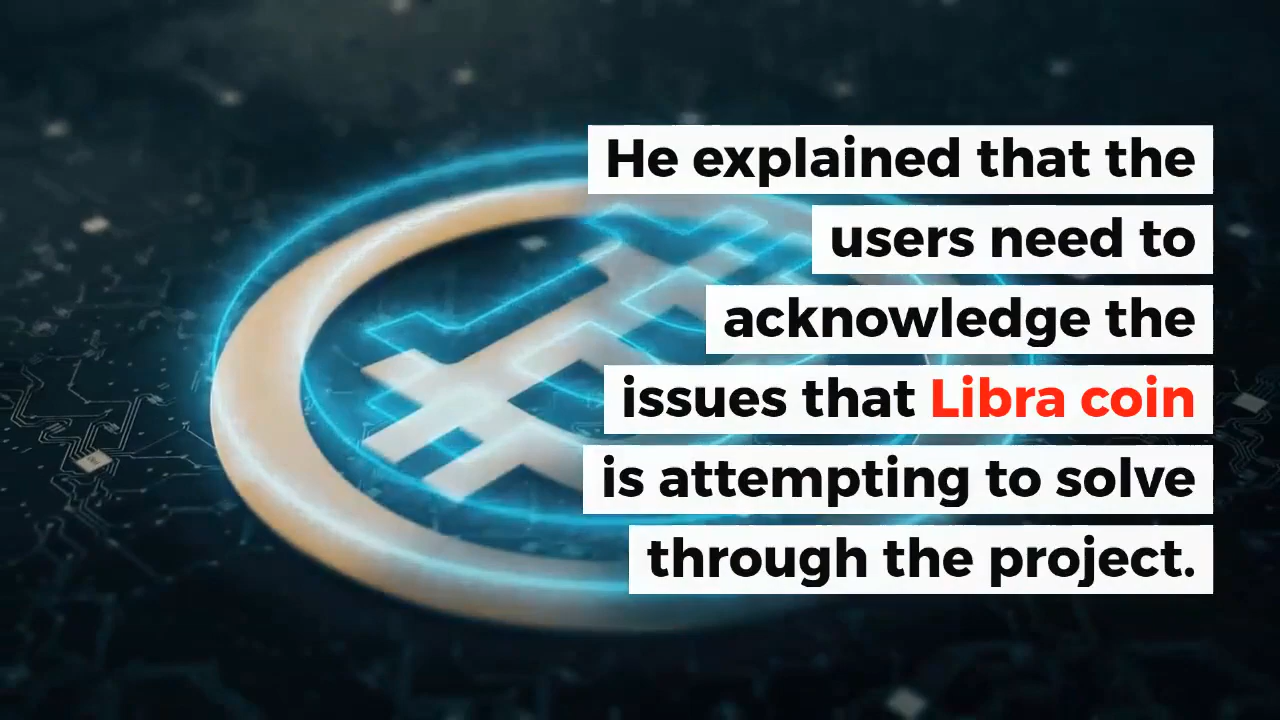 He explained that the
users need to
acknowledge the
issues that Libra coin
is attempting to solve
through the project.